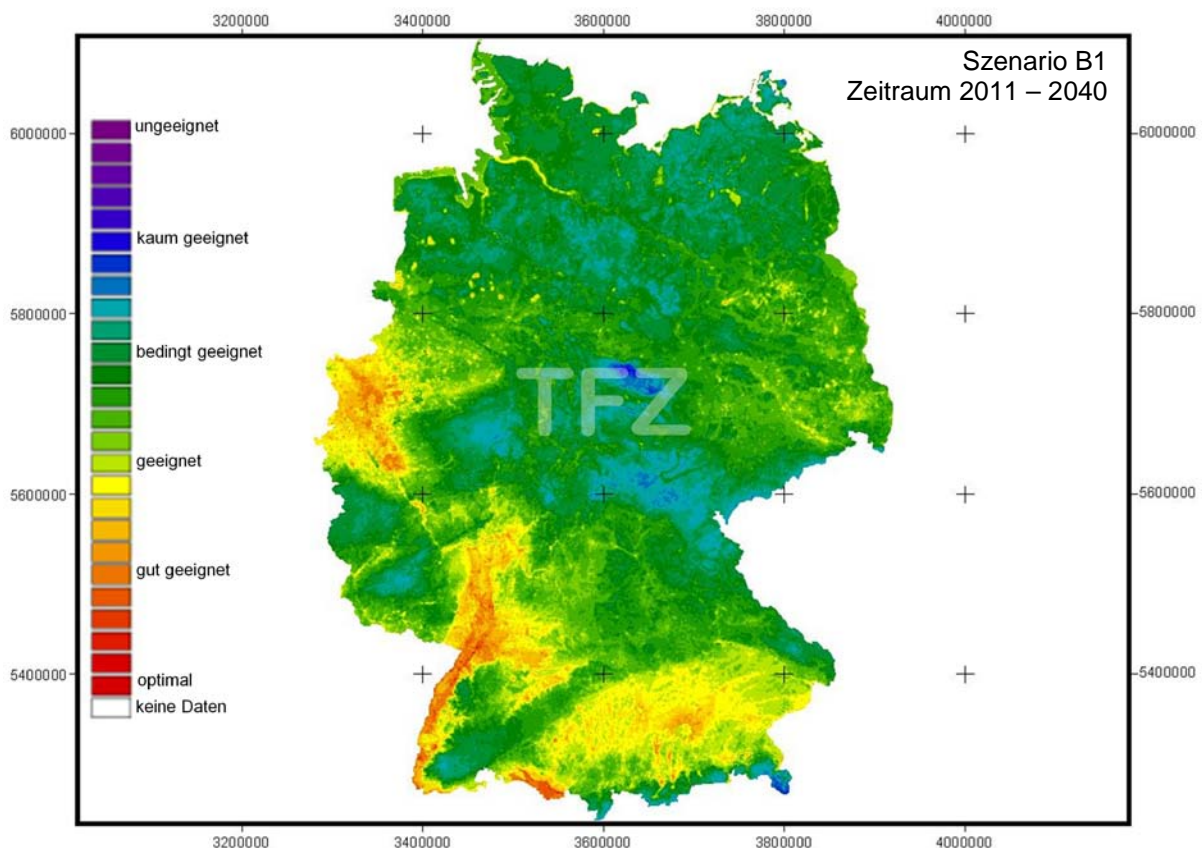 3200000 3400000 3600000 3800000 4000000
Szenario B1
Zeitraum 2011 – 2040
ungeeignet
6000000 6000000
kaum geeignet
5800000 5800000
bedingt geeignet
TFZ
geeignet
5600000 5600000
gut geeignet
5400000 5400000
optimal
keine Daten
3200000 3400000 3600000 3800000 4000000